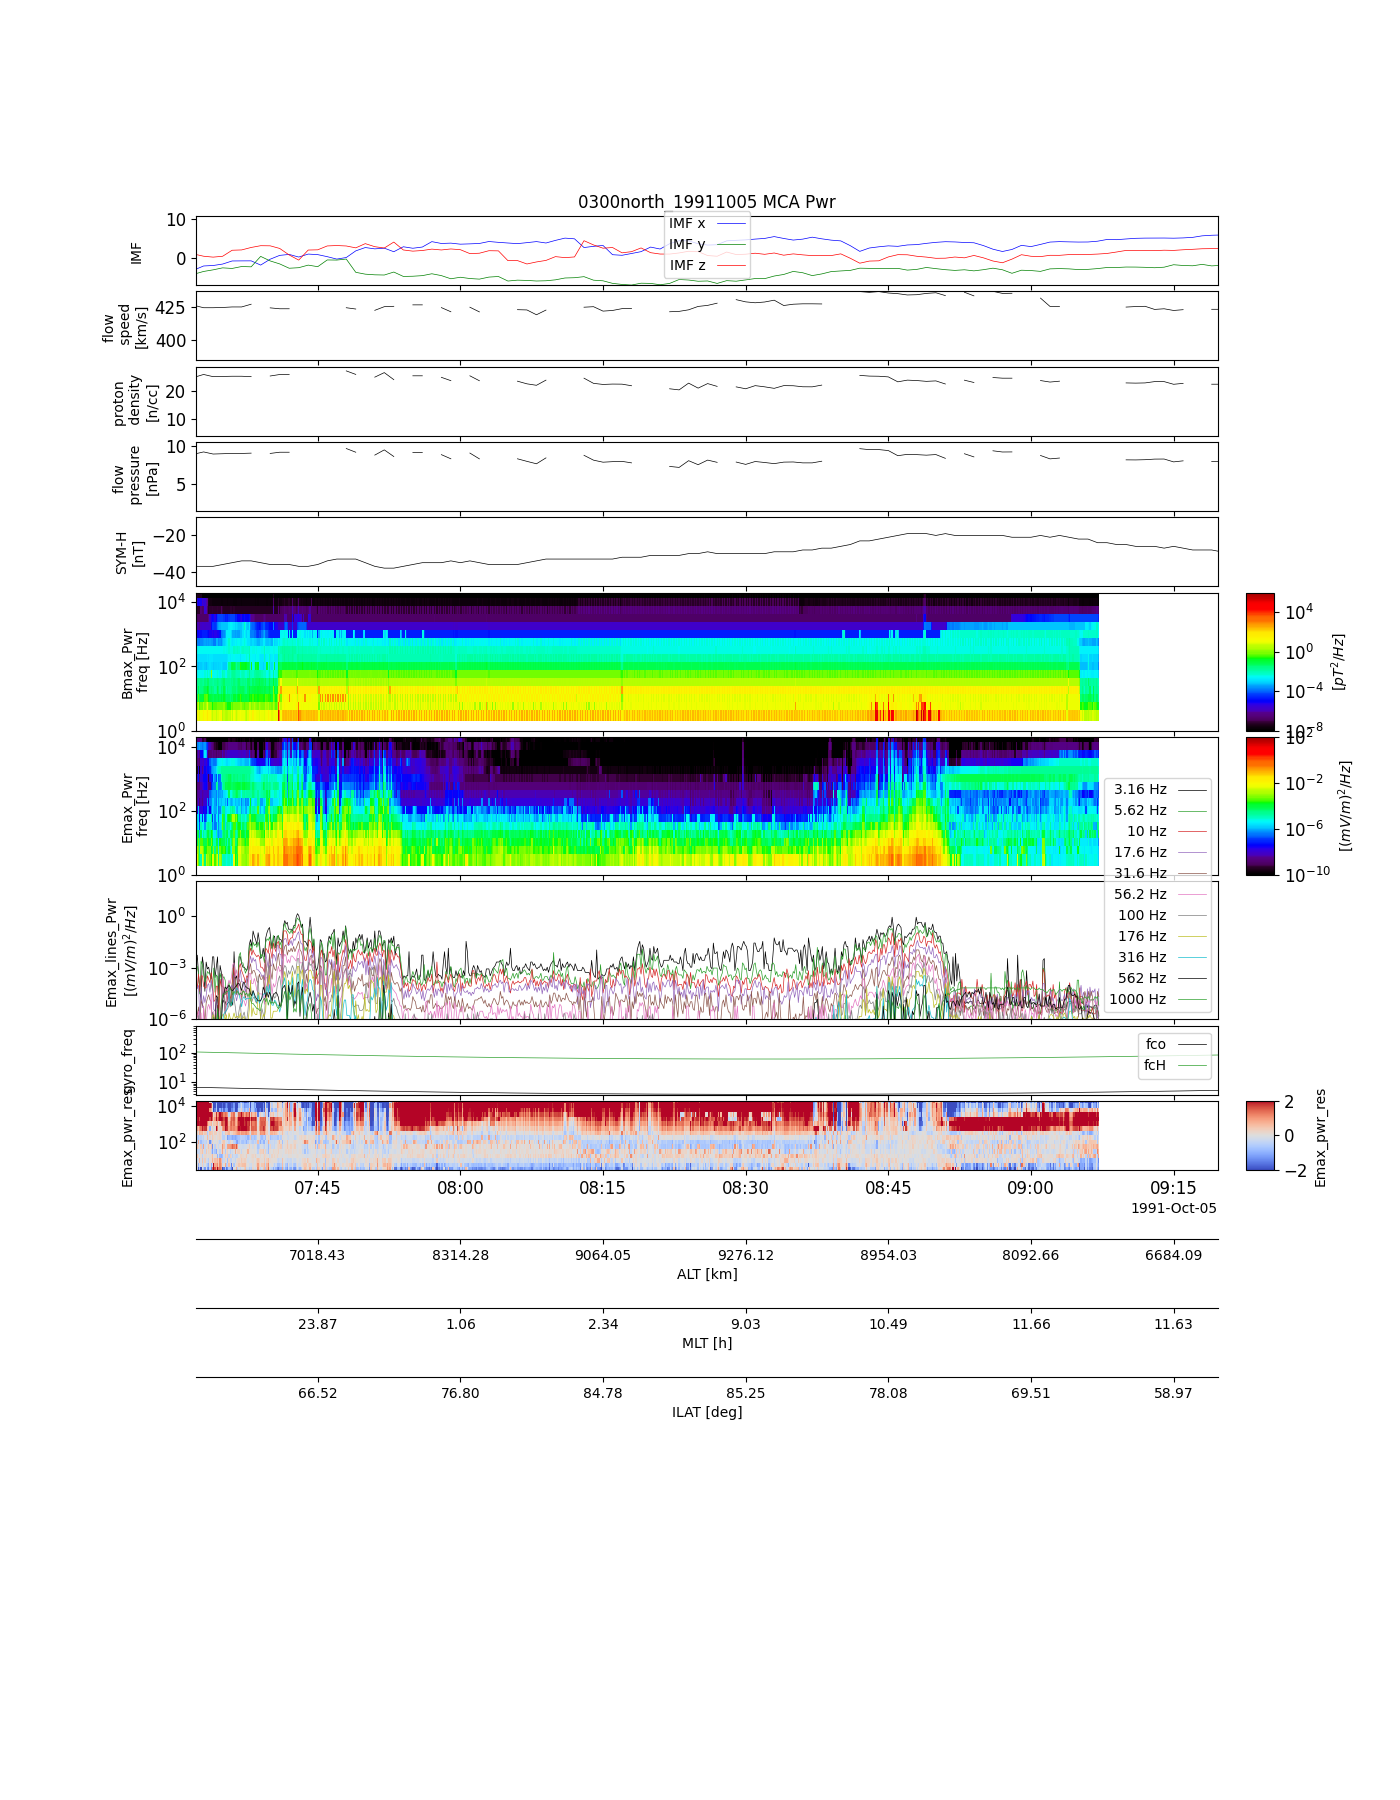 0300north_19911005 MCA Pwr
10
0
IMF
IMF x
IMF y
IMF z
425
400
flow
speed
[km/s]
20
10
proton
density
[n/cc]
10
5
flow
pressure
[nPa]
−20
−40
SYM-H
[nT]
10^4
10^2
10^0
Bmax_Pwr
freq [Hz]
10^4
10^0
10^−4
10^−8
[pT^2/Hz]
10^4
10^2
10^0
Emax_Pwr
freq [Hz]
10^2
10^−2
10^−6
10^−10
[(mV/m)^2/Hz]
3.16 Hz
5.62 Hz
10 Hz
17.6 Hz
31.6 Hz
56.2 Hz
100 Hz
176 Hz
316 Hz
562 Hz
1000 Hz
10^0
10^−3
10^−6
Emax_lines_Pwr
[(mV/m)^2/Hz]
10^2
10^1
gyro_freq
fco
fcH
10^4
10^2
Emax_pwr_res
2
0
−2
Emax_pwr_res
07:45 08:00 08:15 08:30 08:45 09:00 09:15
1991-Oct-05
7018.43 8314.28 9064.05 9276.12 8954.03 8092.66 6684.09
ALT [km]
23.87 1.06 2.34 9.03 10.49 11.66 11.63
MLT [h]
66.52 76.80 84.78 85.25 78.08 69.51 58.97
ILAT [deg]